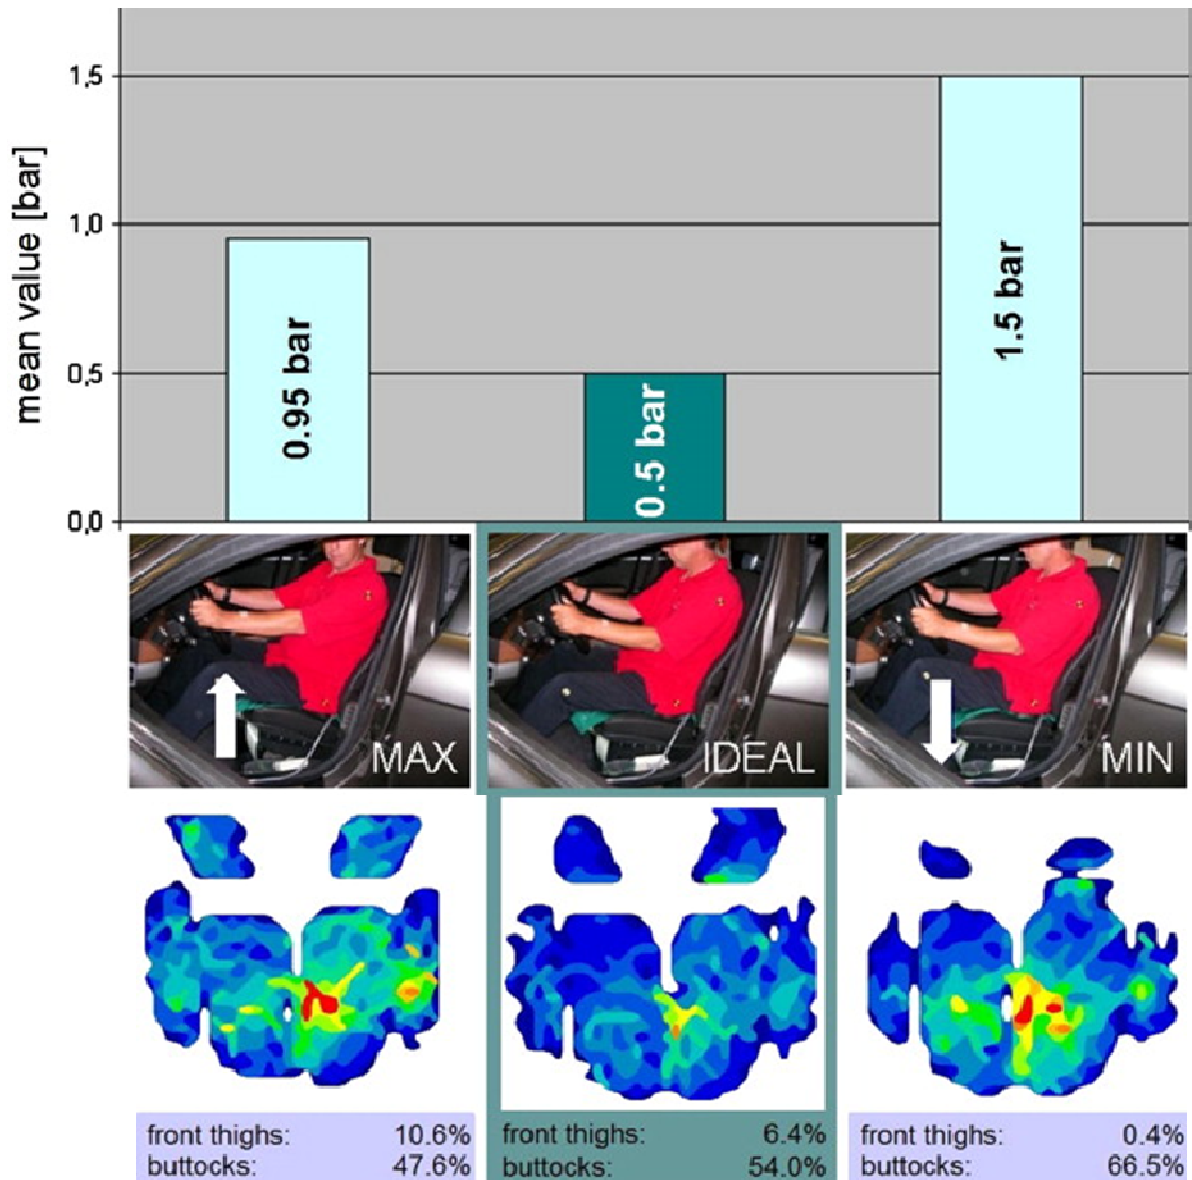 mean value [bar]
1,5
1,0
0,5
0,0
0.95 bar
0.5 bar
1.5 bar
MAX
IDEAL
MIN
front thighs: 10.6%
buttocks: 47.6%
front thighs: 6.4%
buttocks: 54.0%
front thighs: 0.4%
buttocks: 66.5%